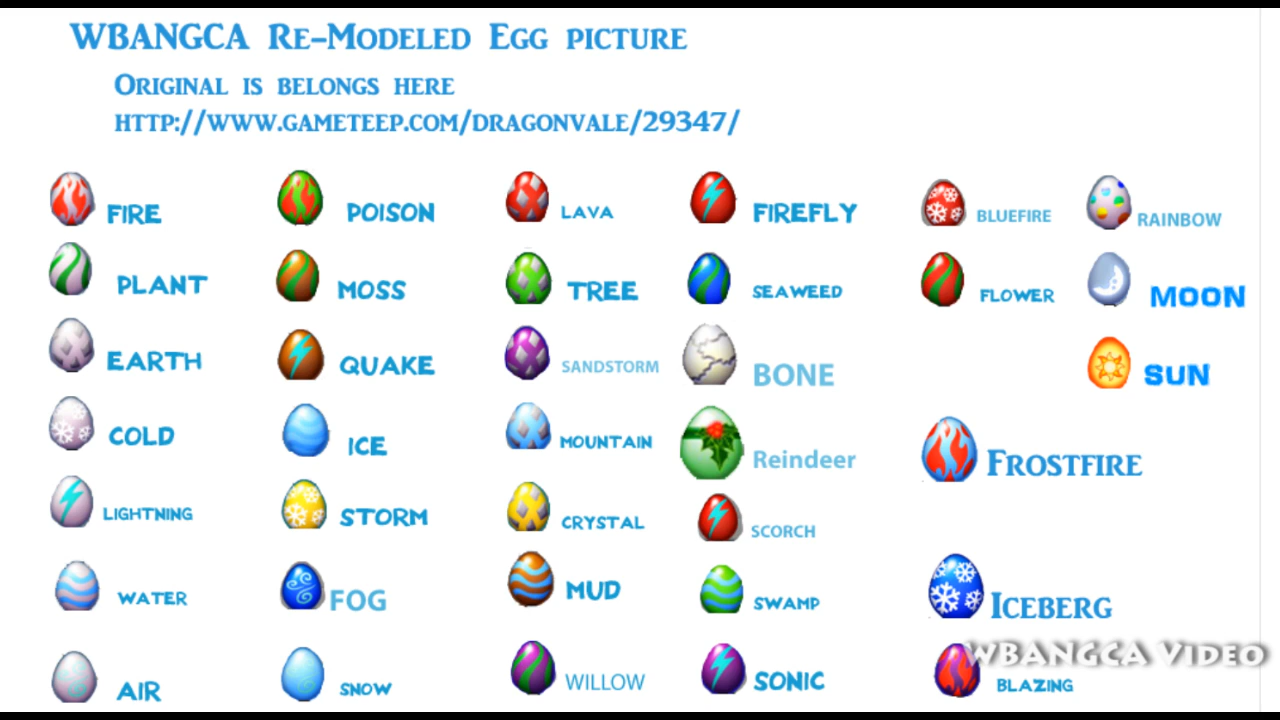 WBANGCA Re-Modeled Egg picture
Original is belongs here
http://www.gameteep.com/dragonvale/29347/
FIRE POISON LAVA FIREFLY BLUEFIRE RAINBOW
PLANT MOSS TREE SEAWEED FLOWER MOON
EARTH QUAKE SANDSTORM BONE SUN
COLD ICE MOUNTAIN Reindeer Frostfire
LIGHTNING STORM CRYSTAL SCORCH
WATER FOG MUD SWAMP Iceberg
WBANGCA Video
AIR SNOW WILLOW SONIC BLAZING